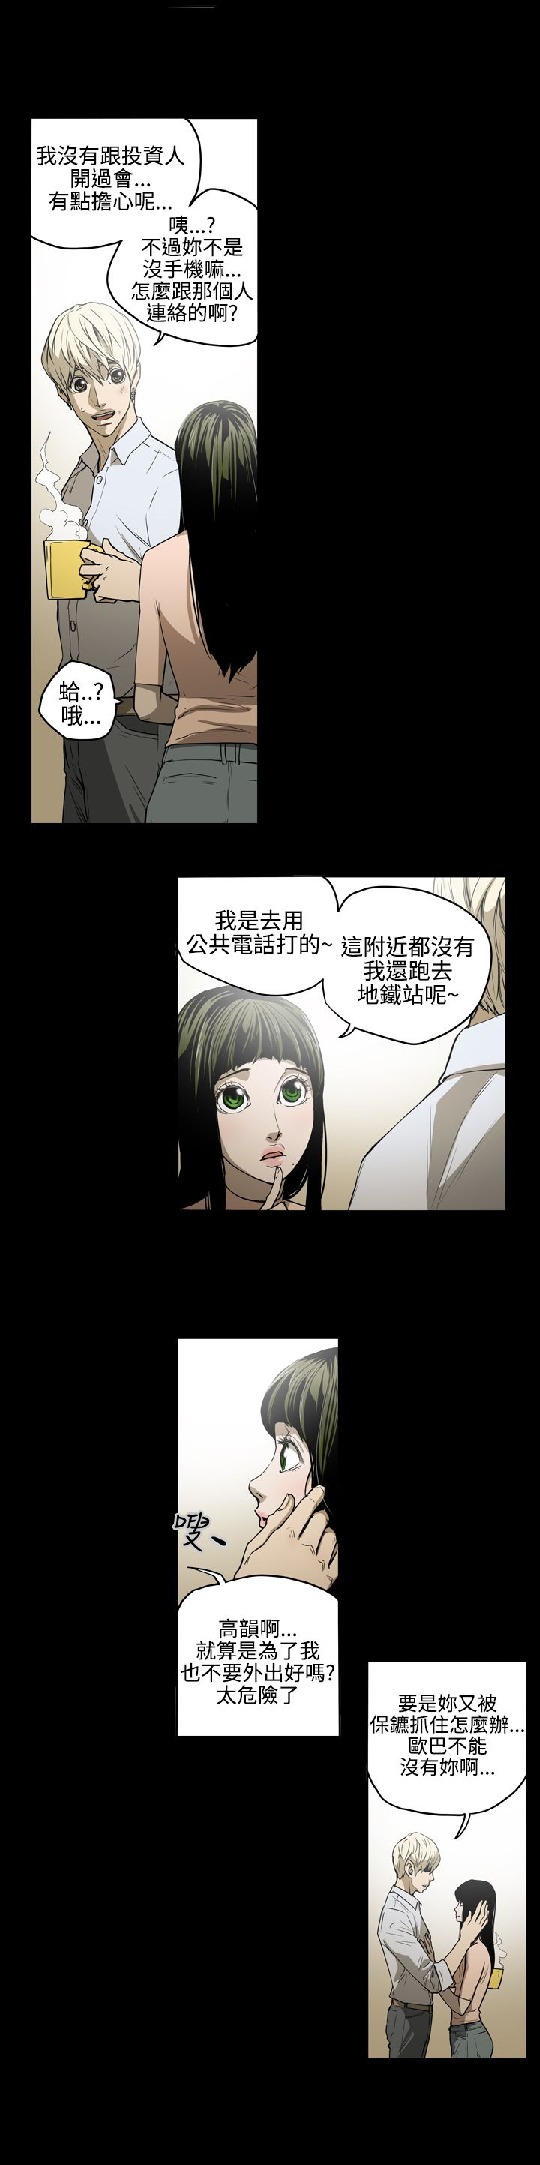 我沒有跟投資人
開過會...
有點擔心呢...
咦...?
不過妳不是
沒手機嘛...
怎麼跟那個人
連絡的啊?
蛤..?
哦...
我是去用
公共電話打的~
這附近都沒有
我還跑去
地鐵站呢~
高韻啊...
就算是為了我
也不要外出好嗎?
太危險了
要是妳又被
保鑣抓住怎麼辦...
歐巴不能
沒有妳啊...